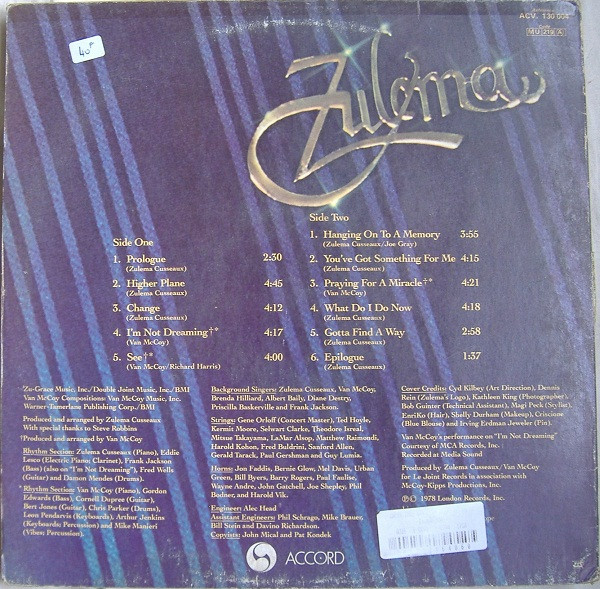 ACV. 130 004
MU 219 A
40F
Zulema
Side One
1. Prologue 2:30
(Zulema Cusseaux)
2. Higher Plane 4:45
(Zulema Cusseaux)
3. Change 4:12
(Zulema Cusseaux)
4. I'm Not Dreaming†* 4:17
(Van McCoy)
5. See†* 4:00
(Van McCoy/Richard Harris)
Side Two
1. Hanging On To A Memory 3:55
(Zulema Cusseaux/Joe Gray)
2. You've Got Something For Me 4:15
(Zulema Cusseaux)
3. Praying For A Miracle†* 4:21
(Van McCoy)
4. What Do I Do Now 4:18
(Zulema Cusseaux)
5. Gotta Find A Way 2:58
(Zulema Cusseaux)
6. Epilogue 1:37
(Zulema Cusseaux)
Zu-Grace Music, Inc./Double Joint Music, Inc./BMI
Van McCoy Compositions: Van McCoy Music, Inc.
Warner-Tamerlane Publishing Corp./BMI
Produced and arranged by Zulema Cusseaux
With special thanks to Steve Robbins
†Produced and arranged by Van McCoy
Rhythm Section: Zulema Cusseaux (Piano), Eddie
Lesco (Electric Piano; Clarinet), Frank Jackson
(Bass) (also on "I'm Not Dreaming"), Fred Wells
(Guitar) and Damon Mendes (Drums).
Rhythm Section: Van McCoy (Piano), Gordon
Edwards (Bass), Cornell Dupree (Guitar),
Bert Jones (Guitar), Chris Parker (Drums),
Leon Pendarvis (Keyboards), Arthur Jenkins
(Keyboards; Percussion) and Mike Manieri
(Vibes; Percussion).
Background Singers: Zulema Cusseaux, Van McCoy,
Brenda Hilliard, Albert Baily, Diane Destry,
Priscilla Baskerville and Frank Jackson.
Strings: Gene Orloff (Concert Master), Ted Hoyle,
Kermit Moore, Selwart Clarke, Theodore Isreal,
Mitsue Takayama, LaMar Alsop, Matthew Raimondi,
Harold Kohon, Fred Buldrini, Sanford Allen,
Gerald Tarack, Paul Gershman and Guy Lumia.
Horns: Jon Faddis, Bernie Glow, Mel Davis, Urban
Green, Bill Byers, Barry Rogers, Paul Faulise,
Wayne Andre, John Gatchell, Joe Shepley, Phil
Bodner, and Harold Vik.
Engineer: Alec Head
Assistant Engineers: Phil Schrago, Mike Brauer,
Bill Stein and Davino Richardson.
Copyists: John Mical and Pat Kondek
Cover Credits: Cyd Kilbey (Art Direction), Dennis
Rein (Zulema's Logo), Kathleen King (Photographer),
Bob Gunter (Technical Assistant), Magi Peck (Stylist),
EnriKa (Hair), Shelly Durham (Makeup), Criscione
(Blue Blouse) and Irving Erdman Jeweler (Pin).
Van McCoy's performance on "I'm Not Dreaming"
Courtesy of MCA Records, Inc.
Recorded at Media Sound
Produced by Zulema Cusseaux/Van McCoy
for Le Joint Records in association with
McCoy-Kipps Productions, Inc.
℗© 1978 London Records, Inc.
ACCORD